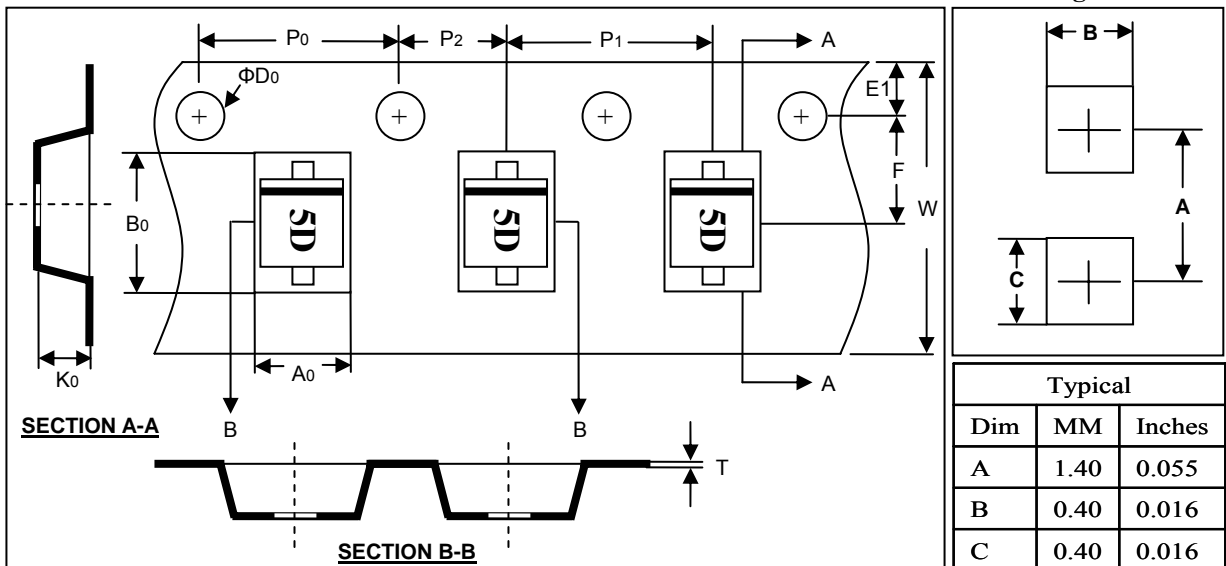 P0
P2
P1
A
ΦD0
E1
B
F
A
B0
5D
5D
5D
W
C
K0
A0
A
SECTION A-A
B
B
T
SECTION B-B
Typical
Dim MM Inches
A 1.40 0.055
B 0.40 0.016
C 0.40 0.016